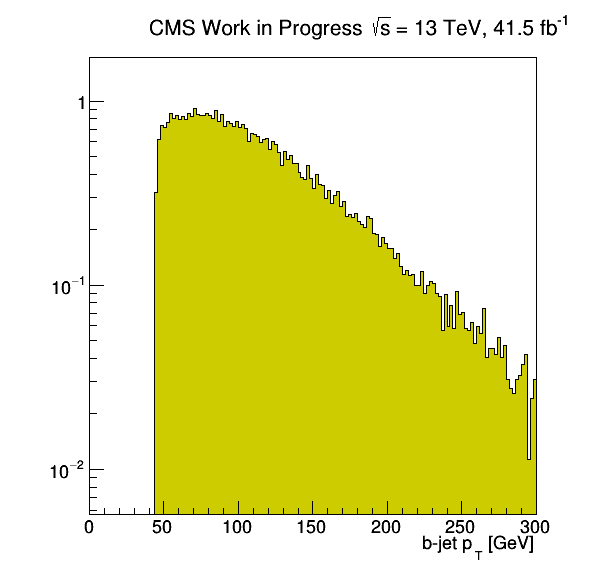 CMS Work in Progress √s = 13 TeV, 41.5 fb⁻¹
1
10⁻¹
10⁻²
0 50 100 150 200 250 300
b-jet p_T [GeV]